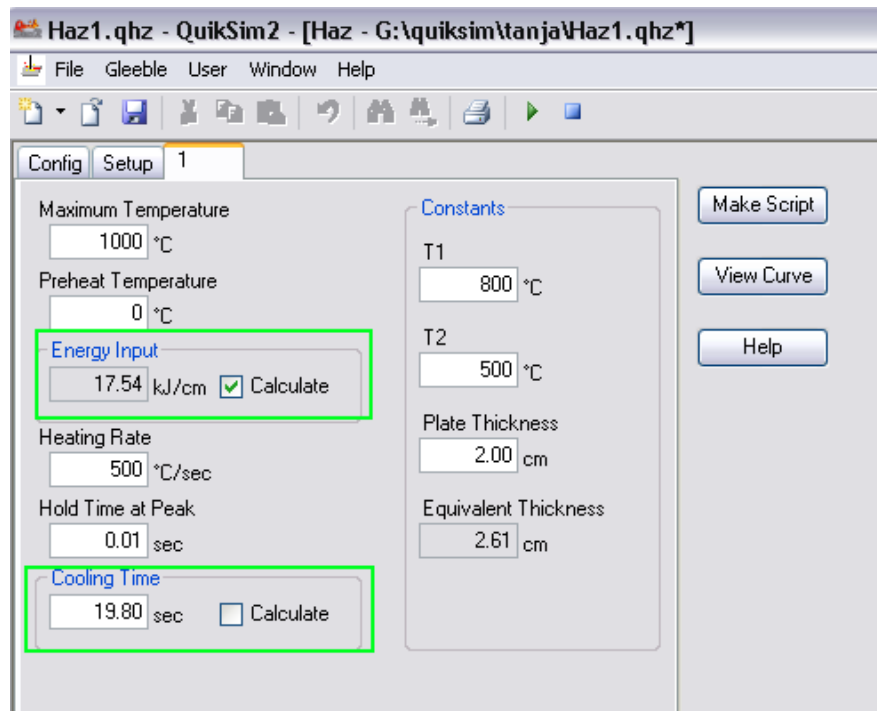 Haz1.qhz - QuikSim2 - [Haz - G:\quiksim\tanja\Haz1.qhz*]
File Gleeble User Window Help
Config Setup 1
Maximum Temperature
1000 °C
Preheat Temperature
0 °C
Energy Input
17.54 kJ/cm Calculate
Heating Rate
500 °C/sec
Hold Time at Peak
0.01 sec
Cooling Time
19.80 sec Calculate
Constants
T1
800 °C
T2
500 °C
Plate Thickness
2.00 cm
Equivalent Thickness
2.61 cm
Make Script
View Curve
Help